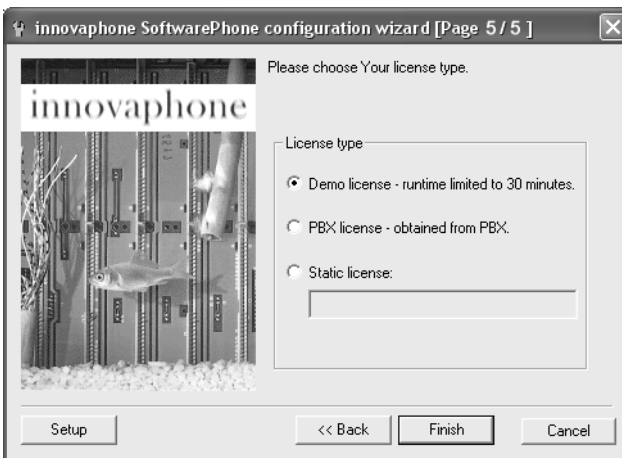 innovaphone SoftwarePhone configuration wizard [Page 5/5 ]
innovaphone
Please choose Your license type.
License type
Demo license - runtime limited to 30 minutes.
PBX license - obtained from PBX.
Static license:
Setup
<< Back
Finish
Cancel